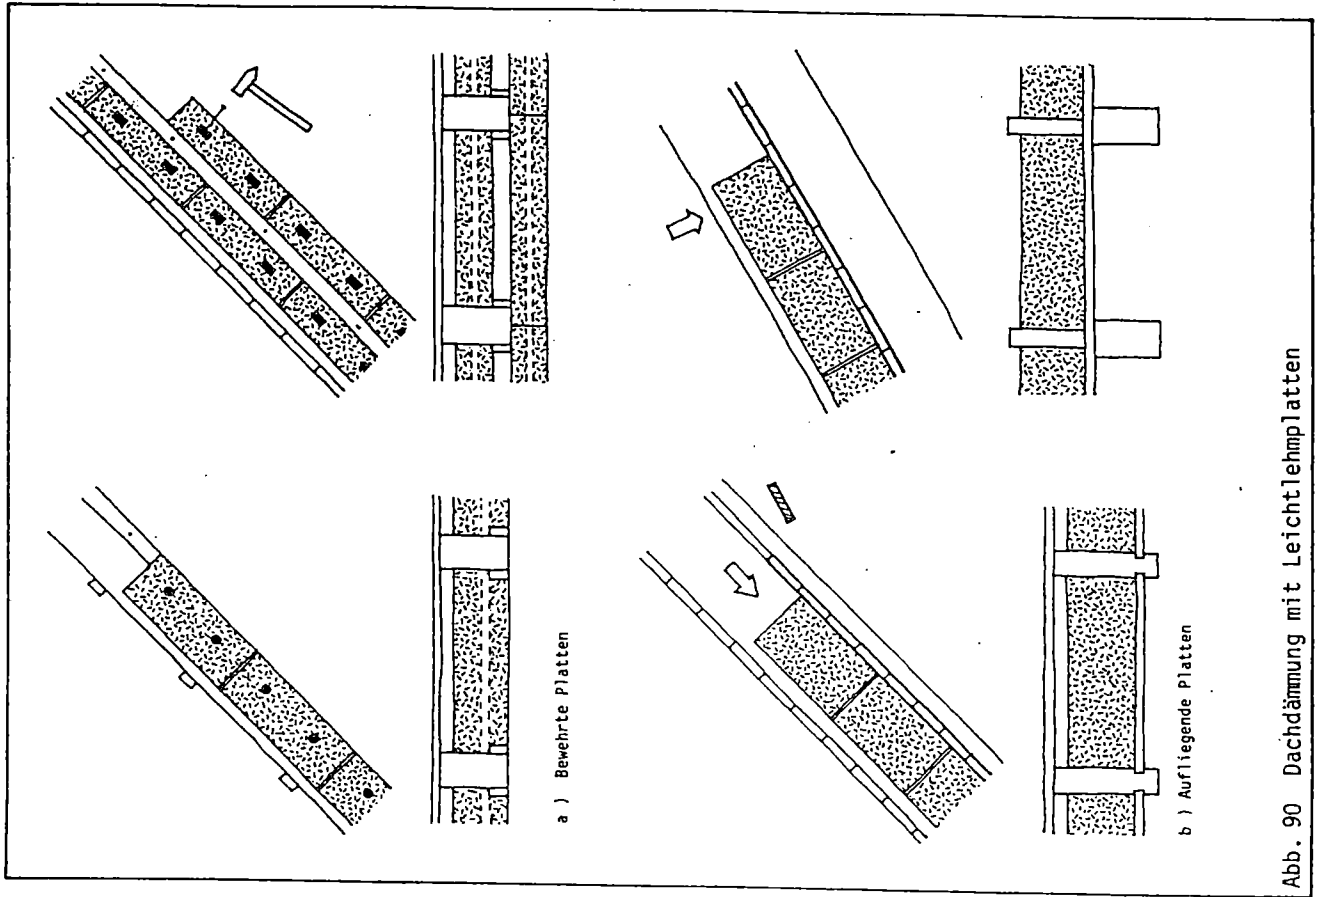 a ) Bewehrte Platten
b ) Aufliegende Platten
Abb. 90 Dachdämmung mit Leichtlehmplatten